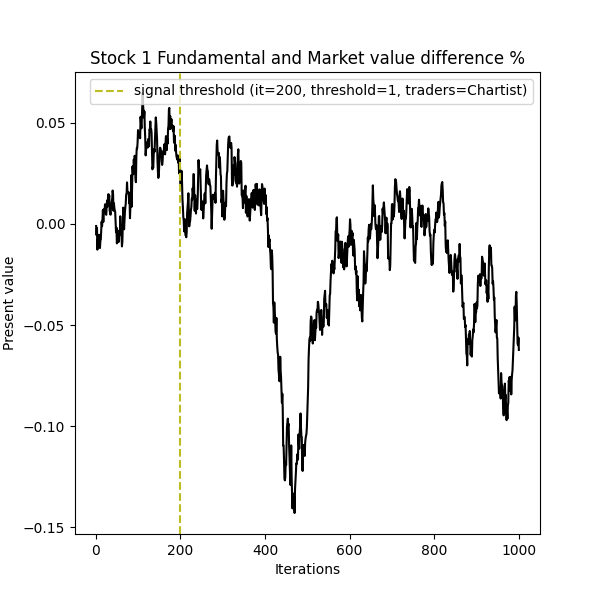 Stock 1 Fundamental and Market value difference %
signal threshold (it=200, threshold=1, traders=Chartist)
0.05
0.00
−0.05
−0.10
−0.15
Present value
0 200 400 600 800 1000
Iterations